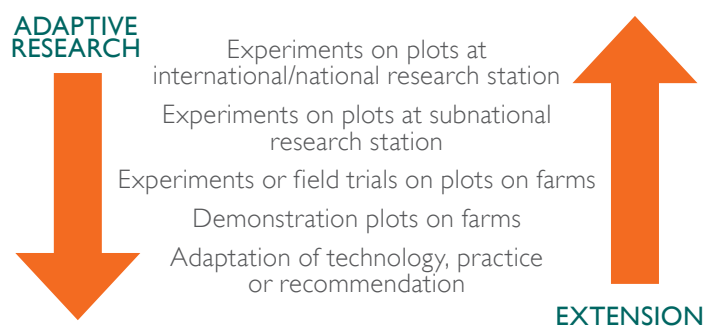 ADAPTIVE
RESEARCH
Experiments on plots at
international/national research station
Experiments on plots at subnational
research station
Experiments or field trials on plots on farms
Demonstration plots on farms
Adaptation of technology, practice
or recommendation
EXTENSION